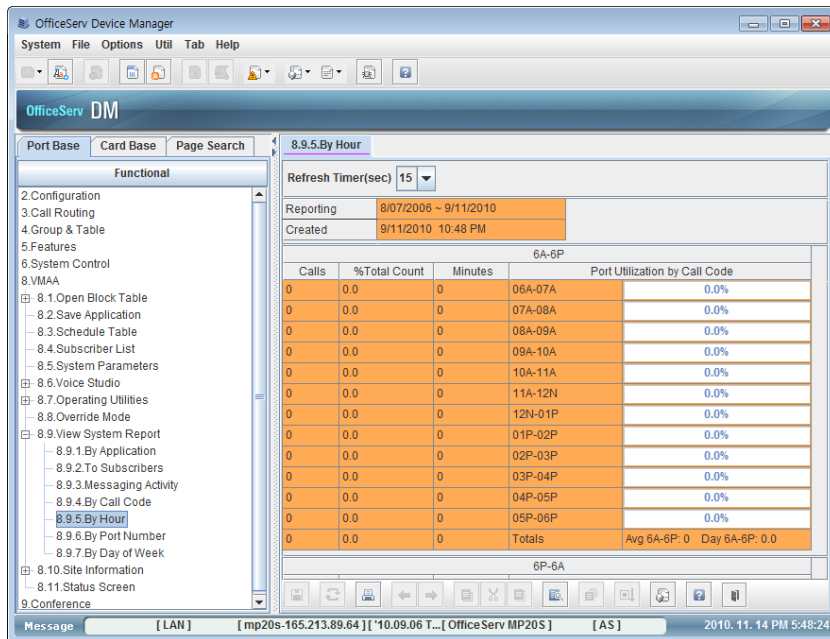 OfficeServ Device Manager
System File Options Util Tab Help
OfficeServ DM
Port Base Card Base Page Search
Functional
2.Configuration
3.Call Routing
4.Group & Table
5.Features
6.System Control
8.VMAA
8.1.Open Block Table
8.2.Save Application
8.3.Schedule Table
8.4.Subscriber List
8.5.System Parameters
8.6.Voice Studio
8.7.Operating Utilities
8.8.Override Mode
8.9.View System Report
8.9.1.By Application
8.9.2.To Subscribers
8.9.3.Messaging Activity
8.9.4.By Call Code
8.9.5.By Hour
8.9.6.By Port Number
8.9.7.By Day of Week
8.10.Site Information
8.11.Status Screen
9.Conference
8.9.5.By Hour
Refresh Timer(sec) 15
Reporting 8/07/2006 ~ 9/11/2010
Created 9/11/2010 10:48 PM
6A-6P
Calls %Total Count Minutes Port Utilization by Call Code
0 0.0 0 06A-07A 0.0%
0 0.0 0 07A-08A 0.0%
0 0.0 0 08A-09A 0.0%
0 0.0 0 09A-10A 0.0%
0 0.0 0 10A-11A 0.0%
0 0.0 0 11A-12N 0.0%
0 0.0 0 12N-01P 0.0%
0 0.0 0 01P-02P 0.0%
0 0.0 0 02P-03P 0.0%
0 0.0 0 03P-04P 0.0%
0 0.0 0 04P-05P 0.0%
0 0.0 0 05P-06P 0.0%
0 0.0 0 Totals Avg 6A-6P: 0 Day 6A-6P: 0.0
6P-6A
Message [LAN] [mp20s-165.213.89.64] ['10.09.06 T...[OfficeServ MP20S] [AS] 2010. 11. 14 PM 5:48:24